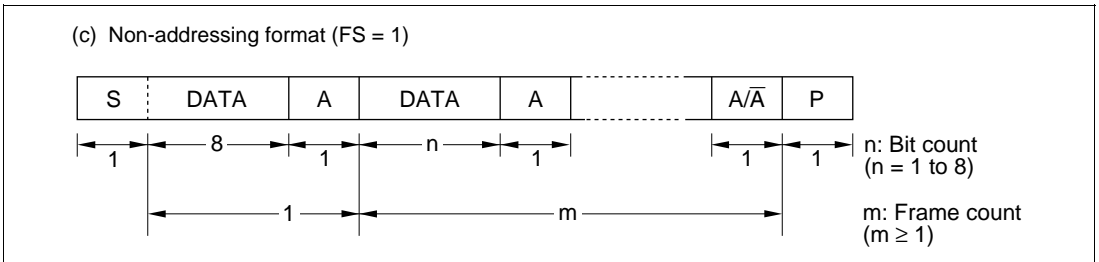 (c) Non-addressing format (FS = 1)
S DATA A DATA A A/A̅ P
1 8 1 n 1 1 1
n: Bit count
(n = 1 to 8)
1 m
m: Frame count
(m ≥ 1)